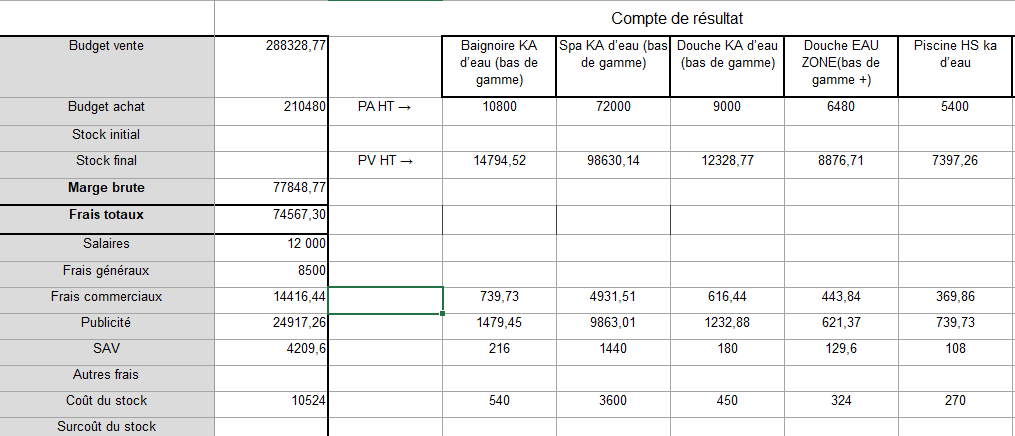 Compte de résultat
Budget vente 288328,77 Baignoire KA Spa KA d'eau (bas Douche KA d'eau Douche EAU Piscine HS ka
d'eau (bas de de gamme) (bas de gamme) ZONE(bas de d'eau
gamme) gamme +)
Budget achat 210480 PA HT → 10800 72000 9000 6480 5400
Stock initial
Stock final PV HT → 14794,52 98630,14 12328,77 8876,71 7397,26
Marge brute 77848,77
Frais totaux 74567,30
Salaires 12 000
Frais généraux 8500
Frais commerciaux 14416,44 739,73 4931,51 616,44 443,84 369,86
Publicité 24917,26 1479,45 9863,01 1232,88 621,37 739,73
SAV 4209,6 216 1440 180 129,6 108
Autres frais
Coût du stock 10524 540 3600 450 324 270
Surcoût du stock